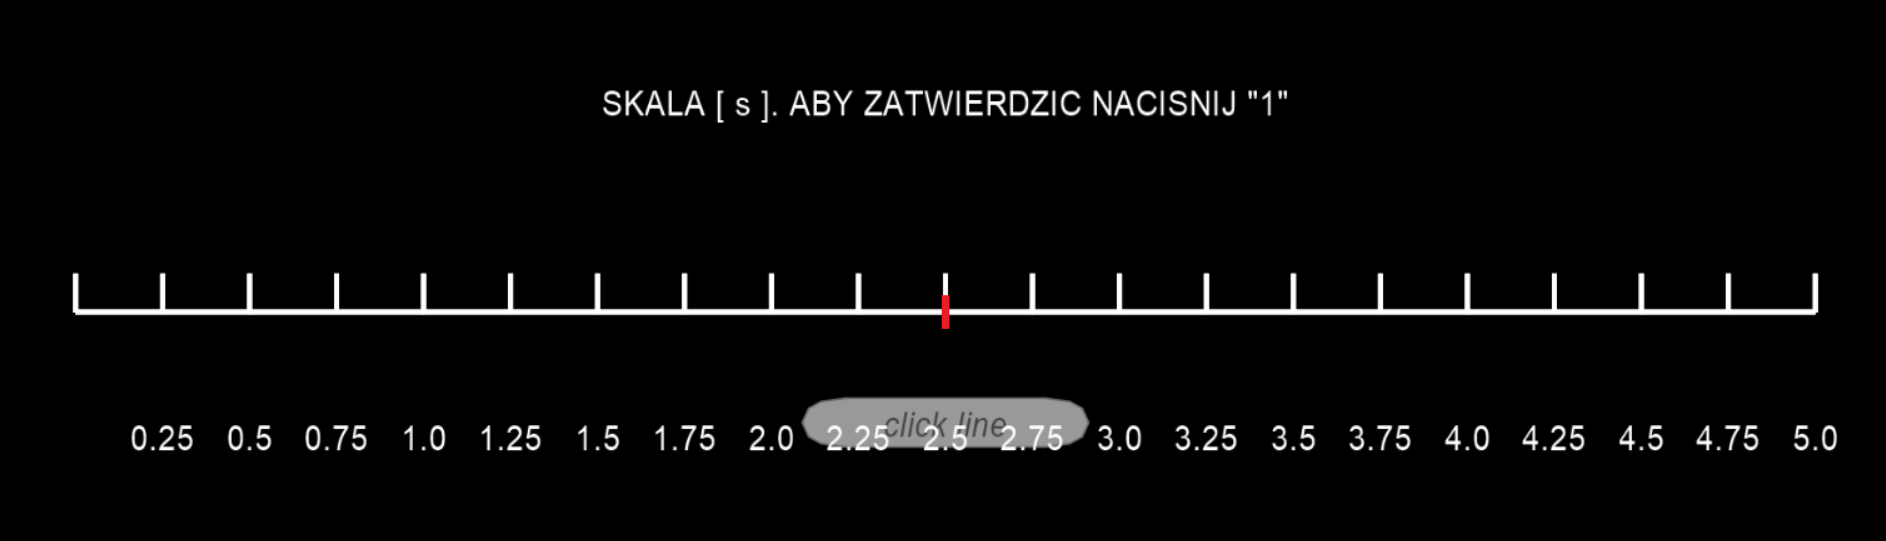 SKALA [ s ]. ABY ZATWIERDZIC NACISNIJ "1"
click line
0.25 0.5 0.75 1.0 1.25 1.5 1.75 2.0 2.25 2.5 2.75 3.0 3.25 3.5 3.75 4.0 4.25 4.5 4.75 5.0